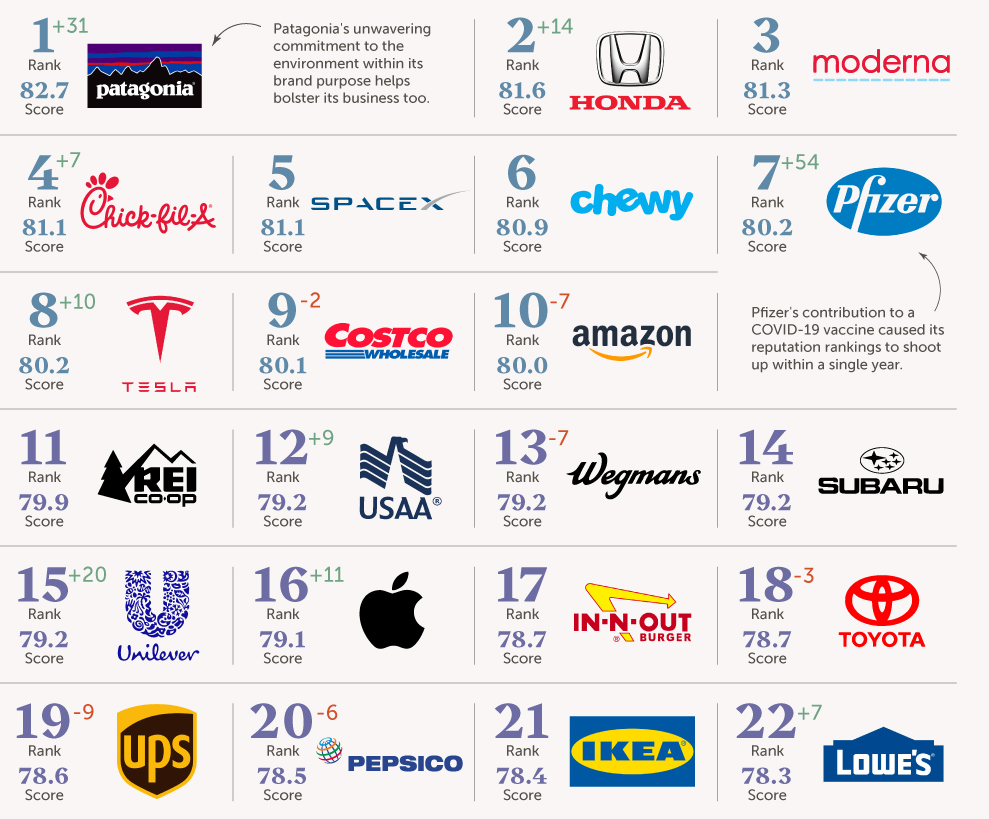 1 +31
Rank
82.7
Score
patagonia®
Patagonia's unwavering
commitment to the
environment within its
brand purpose helps
bolster its business too.
2 +14
Rank
81.6
Score
HONDA
3
Rank
81.3
Score
moderna
4 +7
Rank
81.1
Score
Chick-fil-A®
5
Rank
81.1
Score
SPACEX
6
Rank
80.9
Score
chewy
7 +54
Rank
80.2
Score
Pfizer
Pfizer's contribution to a
COVID-19 vaccine caused its
reputation rankings to shoot
up within a single year.
8 +10
Rank
80.2
Score
TESLA
9 -2
Rank
80.1
Score
COSTCO
WHOLESALE
10 -7
Rank
80.0
Score
amazon
11
Rank
79.9
Score
REI
co·op
12 +9
Rank
79.2
Score
USAA®
13 -7
Rank
79.2
Score
Wegmans
14
Rank
79.2
Score
SUBARU
15 +20
Rank
79.2
Score
Unilever
16 +11
Rank
79.1
Score
17
Rank
78.7
Score
IN-N-OUT
® BURGER
18 -3
Rank
78.7
Score
TOYOTA
19 -9
Rank
78.6
Score
ups
20 -6
Rank
78.5
Score
PEPSICO
21
Rank
78.4
Score
IKEA®
22 +7
Rank
78.3
Score
LOWE'S®